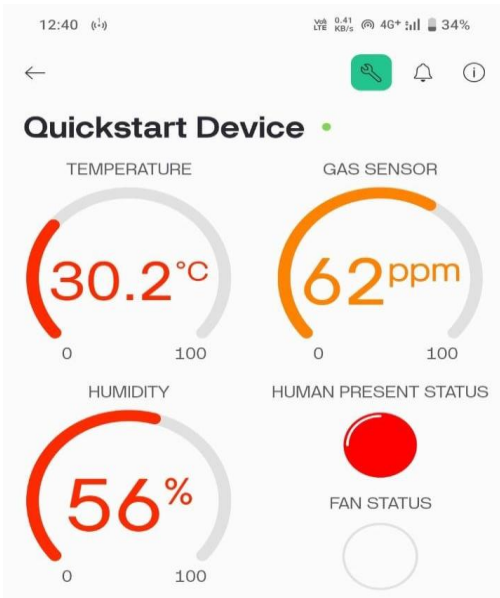 12:40
Vo) LTE 0.41 KB/s 4G+ 34%
Quickstart Device
TEMPERATURE
30.2°C
0 100
GAS SENSOR
62ppm
0 100
HUMIDITY
56%
0 100
HUMAN PRESENT STATUS
FAN STATUS